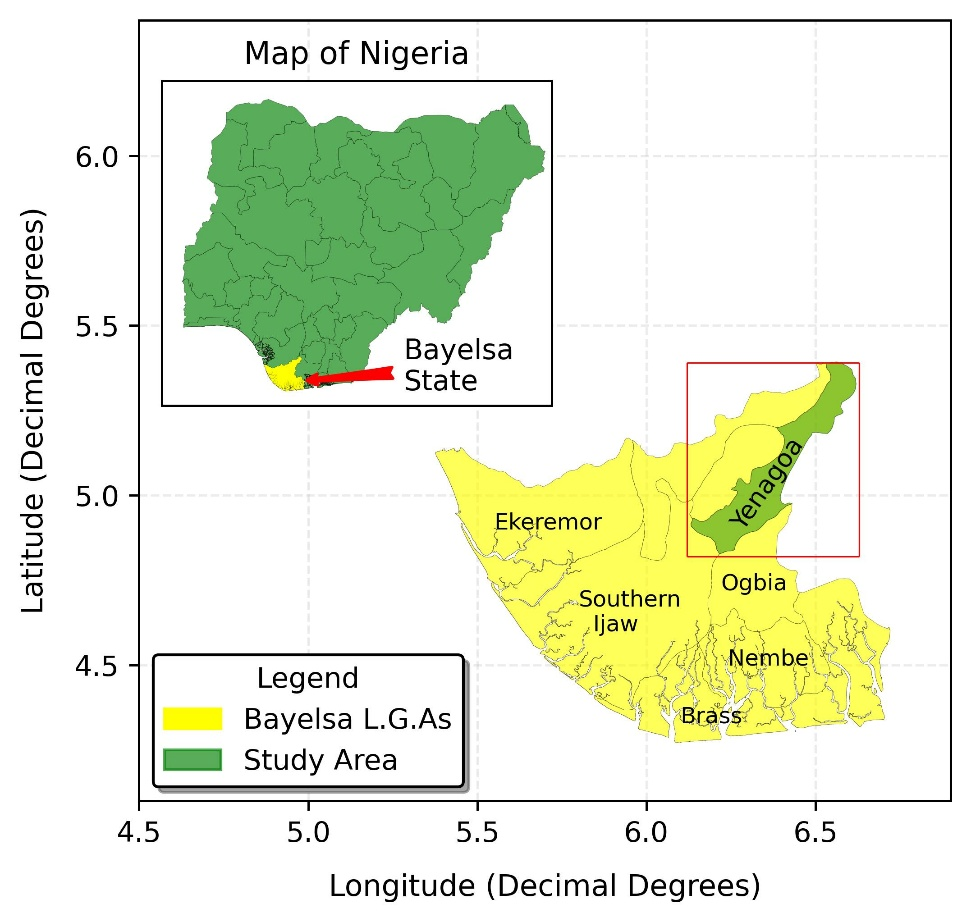 Map of Nigeria
Bayelsa
State
6.0
5.5
5.0
4.5
Latitude (Decimal Degrees)
Yenagoa
Ekeremor
Ogbia
Southern
Ijaw
Nembe
Brass
Legend
Bayelsa L.G.As
Study Area
4.5 5.0 5.5 6.0 6.5
Longitude (Decimal Degrees)